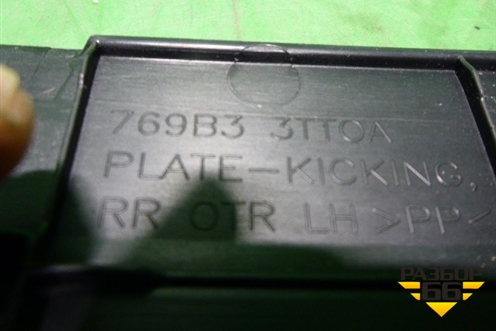 769B3 3TT0A
PLATE-KICKING,
RR OTR LH >PP<
РАЗБОР
66